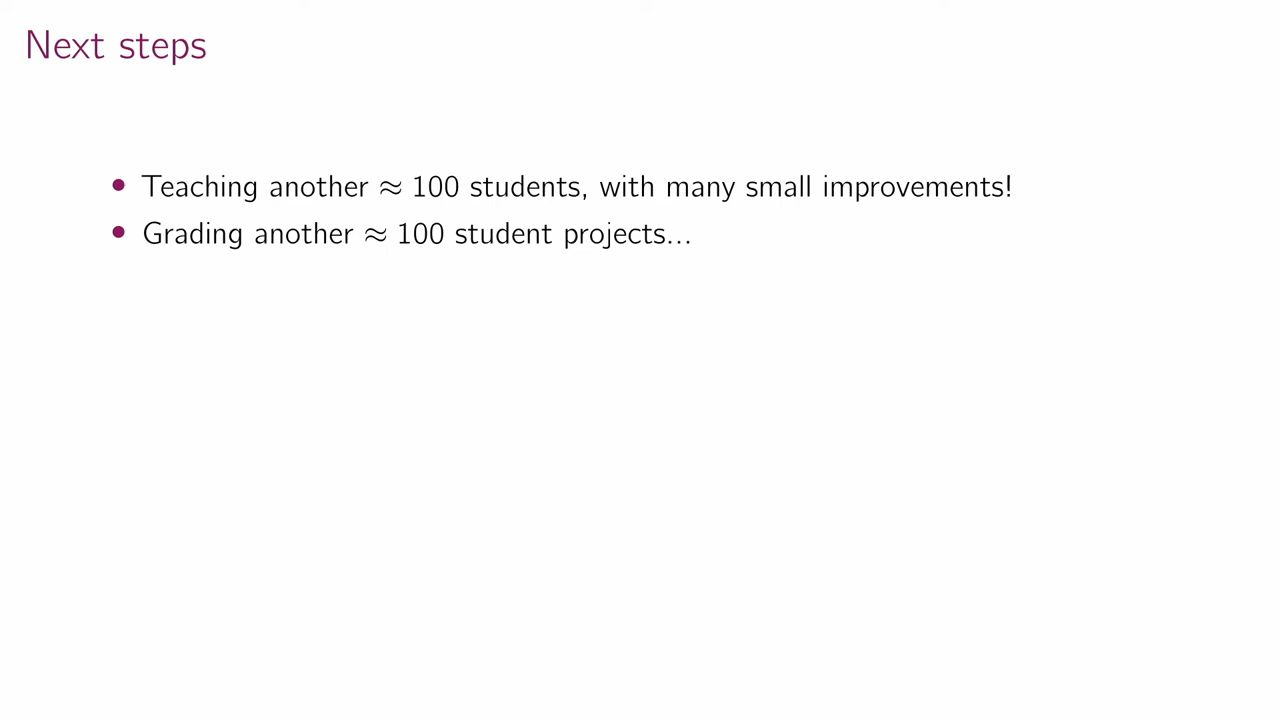 Next steps
• Teaching another ≈ 100 students, with many small improvements!
• Grading another ≈ 100 student projects...